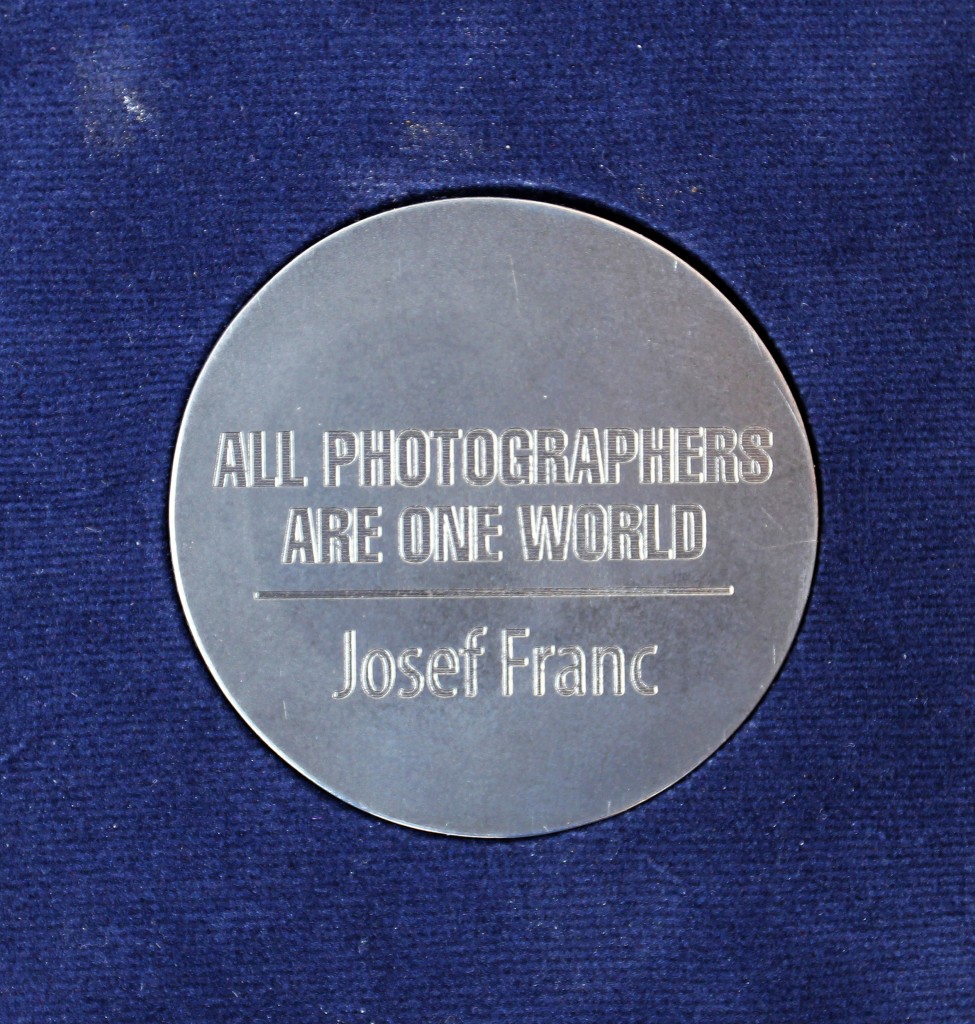 ALL PHOTOGRAPHERS
ARE ONE WORLD
Josef Franc